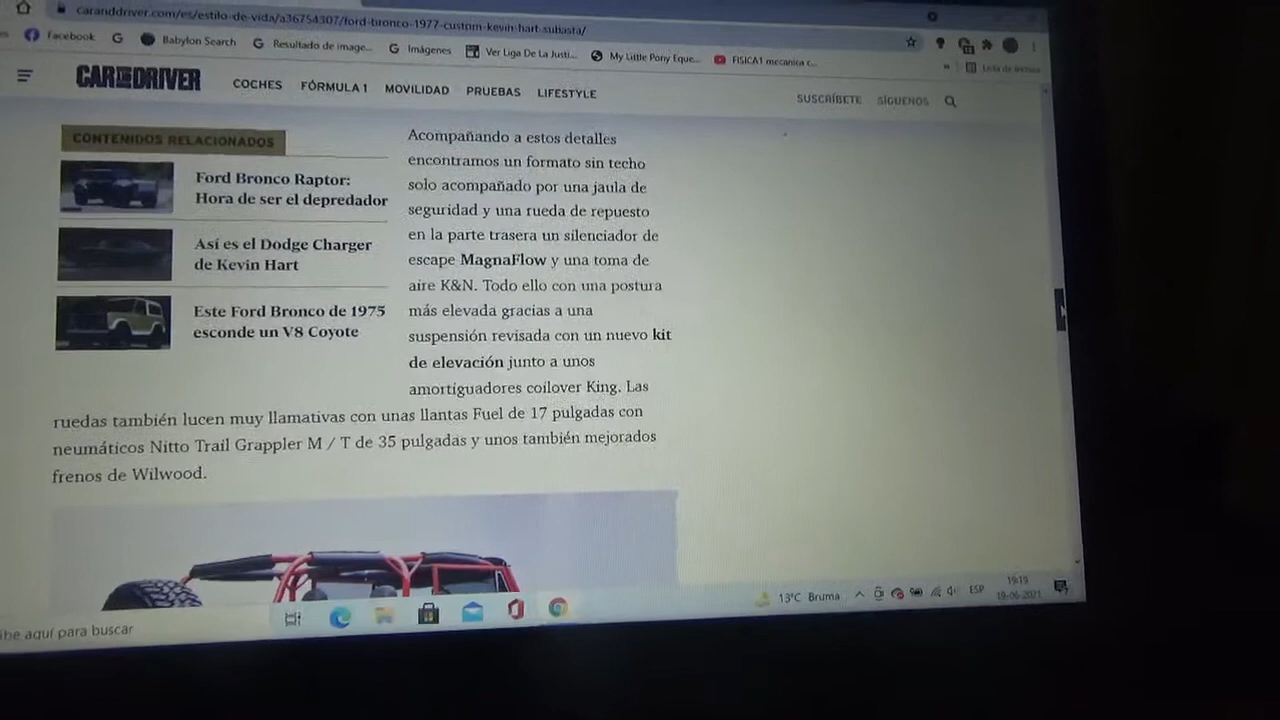 caranddriver.com/es/estilo-de-vida/a36754307/ford-bronco-1977-custom-kevin-hart-subasta/
Facebook
Babylon Search
Resultado de image...
Imágenes
Ver Liga De La Justi...
My Little Pony Eque...
FISICA1 mecanica c...
Lista de lectura
CAR AND DRIVER
COCHES
FÓRMULA 1
MOVILIDAD
PRUEBAS
LIFESTYLE
SUSCRÍBETE
SÍGUENOS
CONTENIDOS RELACIONADOS
Ford Bronco Raptor:
Hora de ser el depredador
Así es el Dodge Charger
de Kevin Hart
Este Ford Bronco de 1975
esconde un V8 Coyote
Acompañando a estos detalles
encontramos un formato sin techo
solo acompañado por una jaula de
seguridad y una rueda de repuesto
en la parte trasera un silenciador de
escape MagnaFlow y una toma de
aire K&N. Todo ello con una postura
más elevada gracias a una
suspensión revisada con un nuevo kit
de elevación junto a unos
amortiguadores coilover King. Las
ruedas también lucen muy llamativas con unas llantas Fuel de 17 pulgadas con
neumáticos Nitto Trail Grappler M / T de 35 pulgadas y unos también mejorados
frenos de Wilwood.
ibe aquí para buscar
13°C Bruma
ESP
19:19
19-06-2021